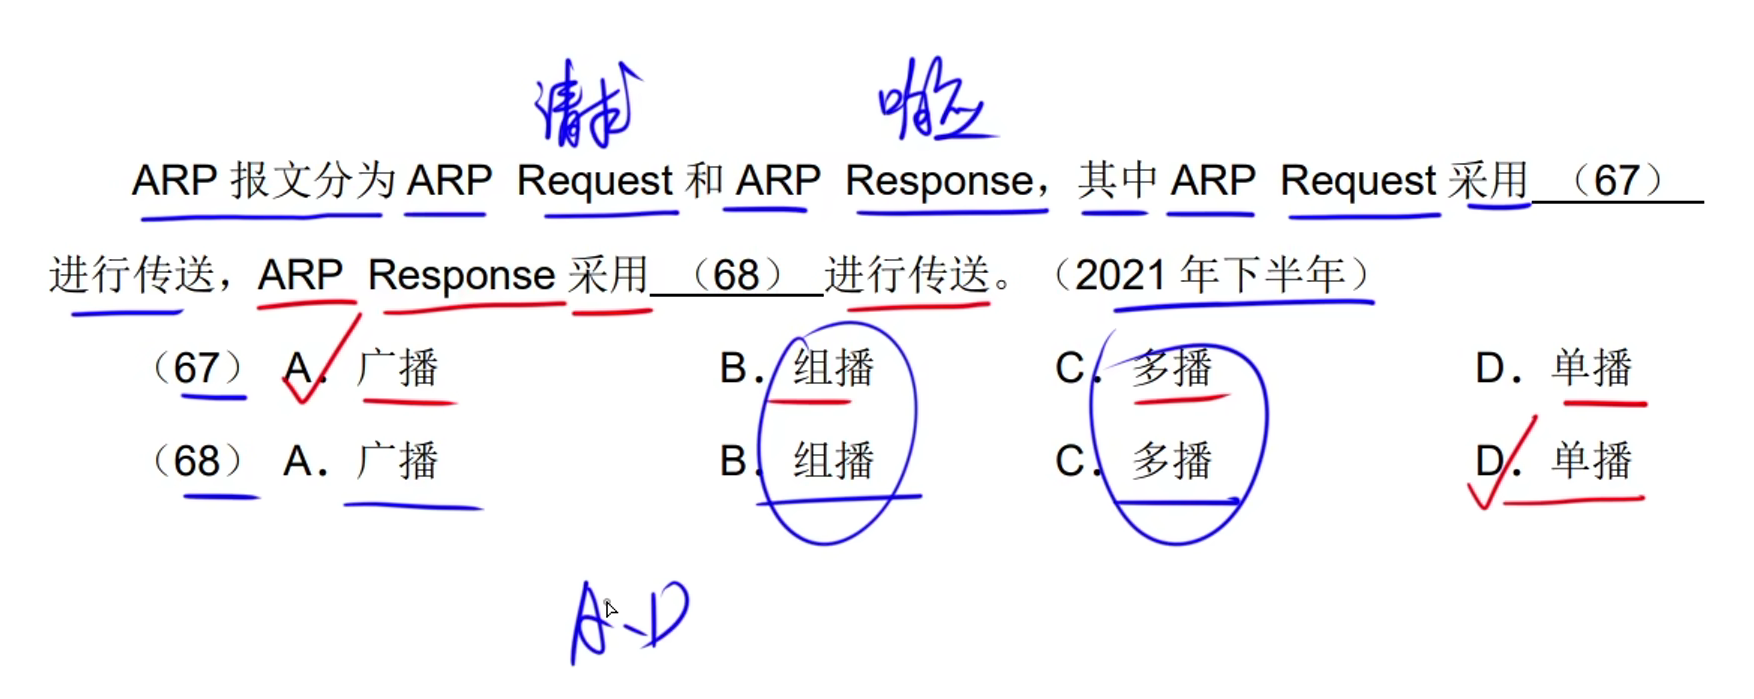 请求 响应
ARP 报文分为 ARP Request 和 ARP Response，其中 ARP Request 采用 （67）
进行传送，ARP Response 采用 （68） 进行传送。（2021 年下半年）
（67） A．广播 B．组播 C．多播 D．单播
（68） A．广播 B．组播 C．多播 D．单播
A、D